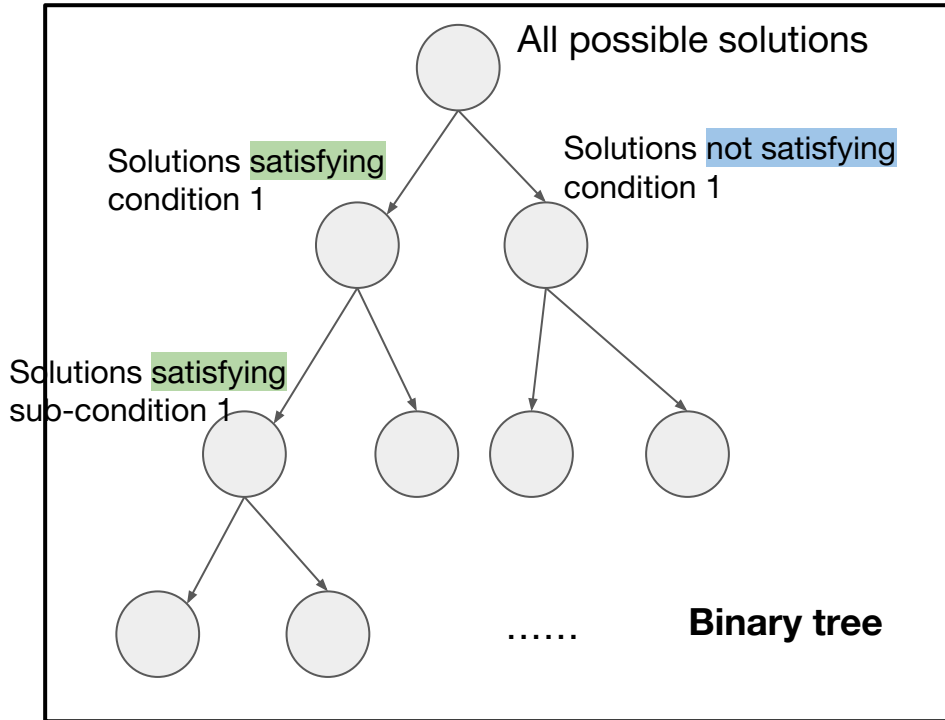 All possible solutions
Solutions satisfying
condition 1
Solutions not satisfying
condition 1
Solutions satisfying
sub-condition 1
......
Binary tree